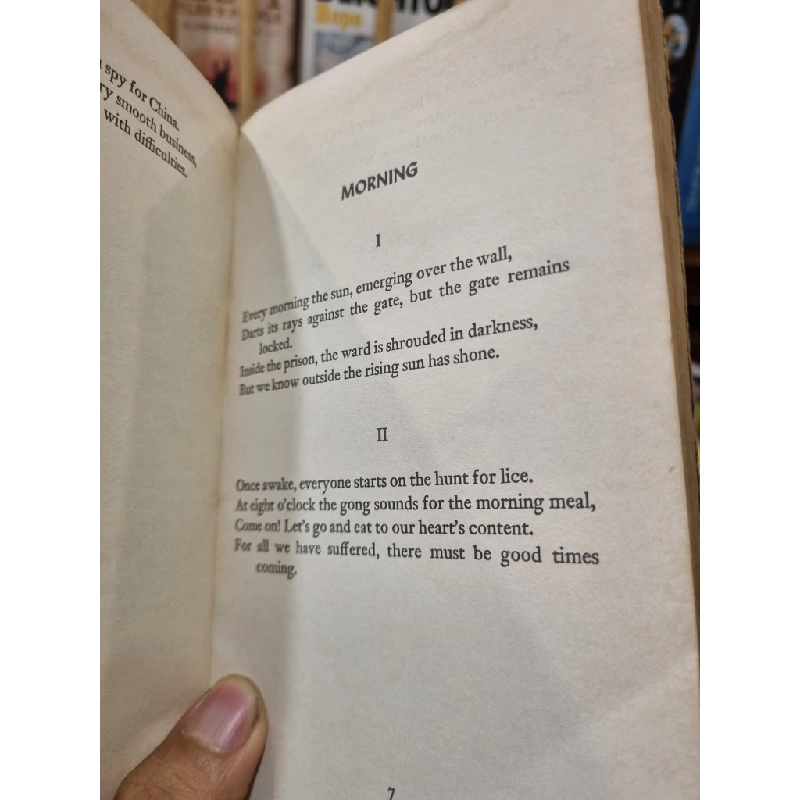 spy for China.
smooth business,
with difficulties.
MORNING
I
Every morning the sun, emerging over the wall,
Darts its rays against the gate, but the gate remains
locked.
Inside the prison, the ward is shrouded in darkness,
But we know outside the rising sun has shone.
II
Once awake, everyone starts on the hunt for lice.
At eight o'clock the gong sounds for the morning meal,
Come on! Let's go and eat to our heart's content.
For all we have suffered, there must be good times
coming.
7